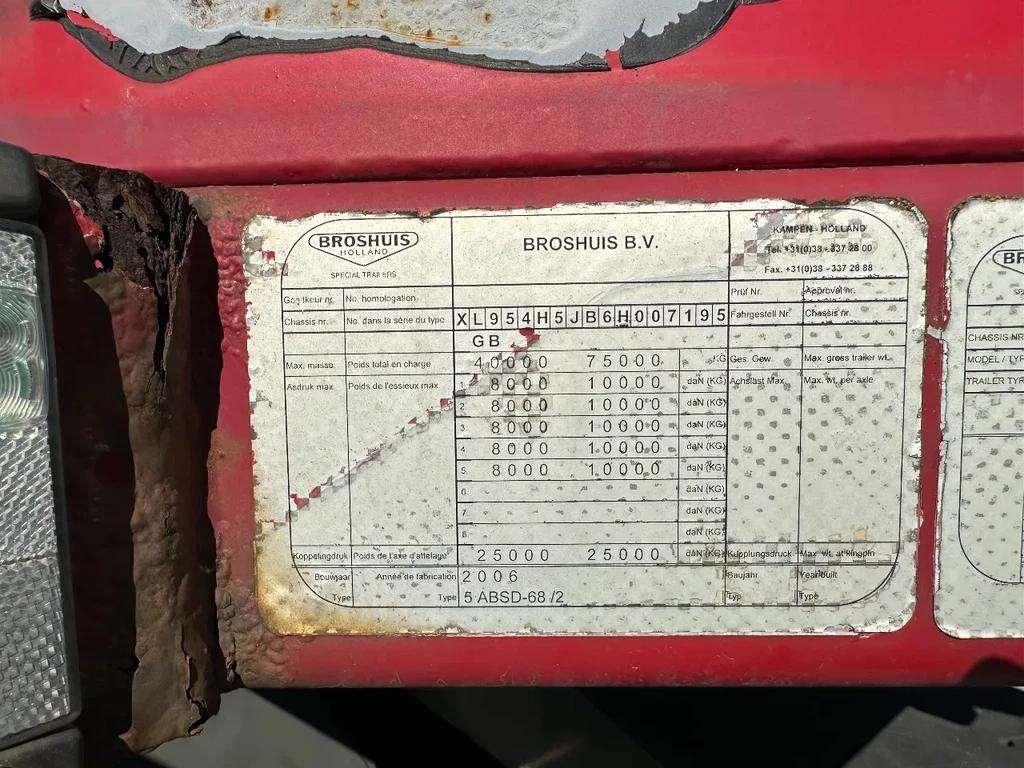 BROSHUIS
HOLLAND
SPECIAL TRAILERS
BROSHUIS B.V.
KAMPEN - HOLLAND
Tel. +31(0)38 - 337 28 00
Fax. +31(0)38 - 337 28 88
Goedkeur nr. No. homologation Prüf Nr. Approval nr.
Chassis nr. No. dans la série du type XL954H5JB6H007195 Fahrgestell Nr. Chassis nr.
GB
Max. massa Poids total en charge 40000 75000 KG Ges. Gew. Max. gross trailer wt.
Asdruk max. Poids de l'essieux max 1. 8000 10000 daN (KG) Achslast Max. Max. wt. per axle
2. 8000 10000 daN (KG)
3. 8000 10000 daN (KG)
4. 8000 10000 daN (KG)
5. 8000 10000 daN (KG)
6. daN (KG)
7. daN (KG)
8. daN (KG)
Koppelingdruk Poids de l'axe d'attelage 25000 25000 daN (KG) Kupplungsdruck Max. wt. at kingpin
Bouwjaar Année de fabrication 2006 Baujahr Year built
Type Type 5 ABSD-68 /2 Typ Type
BR
SP
CHASSIS NR
MODEL / TYP
TRAILER TYP